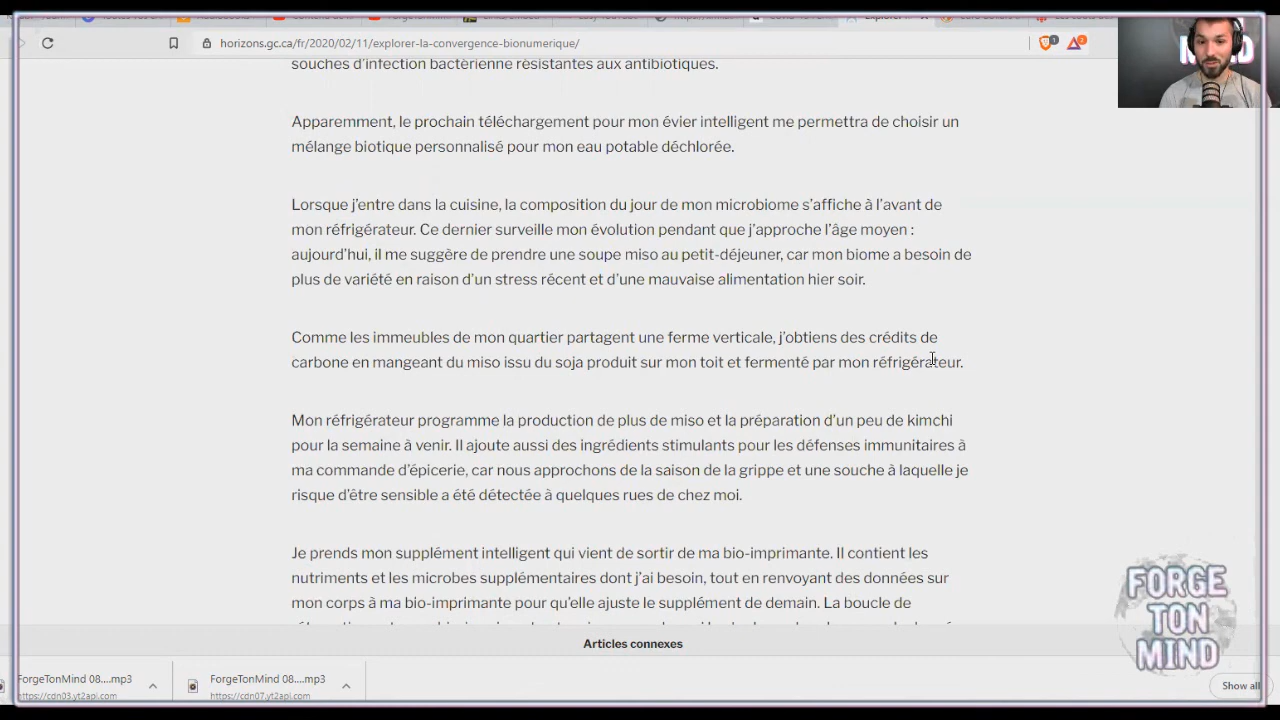 horizons.gc.ca/fr/2020/02/11/explorer-la-convergence-bionumerique/
1
2
souches d'infection bactérienne résistantes aux antibiotiques.
Apparemment, le prochain téléchargement pour mon évier intelligent me permettra de choisir un
mélange biotique personnalisé pour mon eau potable déchlorée.
Lorsque j'entre dans la cuisine, la composition du jour de mon microbiome s'affiche à l'avant de
mon réfrigérateur. Ce dernier surveille mon évolution pendant que j'approche l'âge moyen :
aujourd'hui, il me suggère de prendre une soupe miso au petit-déjeuner, car mon biome a besoin de
plus de variété en raison d'un stress récent et d'une mauvaise alimentation hier soir.
Comme les immeubles de mon quartier partagent une ferme verticale, j'obtiens des crédits de
carbone en mangeant du miso issu du soja produit sur mon toit et fermenté par mon réfrigérateur.
Mon réfrigérateur programme la production de plus de miso et la préparation d'un peu de kimchi
pour la semaine à venir. Il ajoute aussi des ingrédients stimulants pour les défenses immunitaires à
ma commande d'épicerie, car nous approchons de la saison de la grippe et une souche à laquelle je
risque d'être sensible a été détectée à quelques rues de chez moi.
Je prends mon supplément intelligent qui vient de sortir de ma bio-imprimante. Il contient les
nutriments et les microbes supplémentaires dont j'ai besoin, tout en renvoyant des données sur
mon corps à ma bio-imprimante pour qu'elle ajuste le supplément de demain. La boucle de
Articles connexes
FORGE
TON
MIND
ForgeTonMind 08....mp3
https://cdn03.yt2api.com
ForgeTonMind 08....mp3
https://cdn07.yt2api.com
Show all